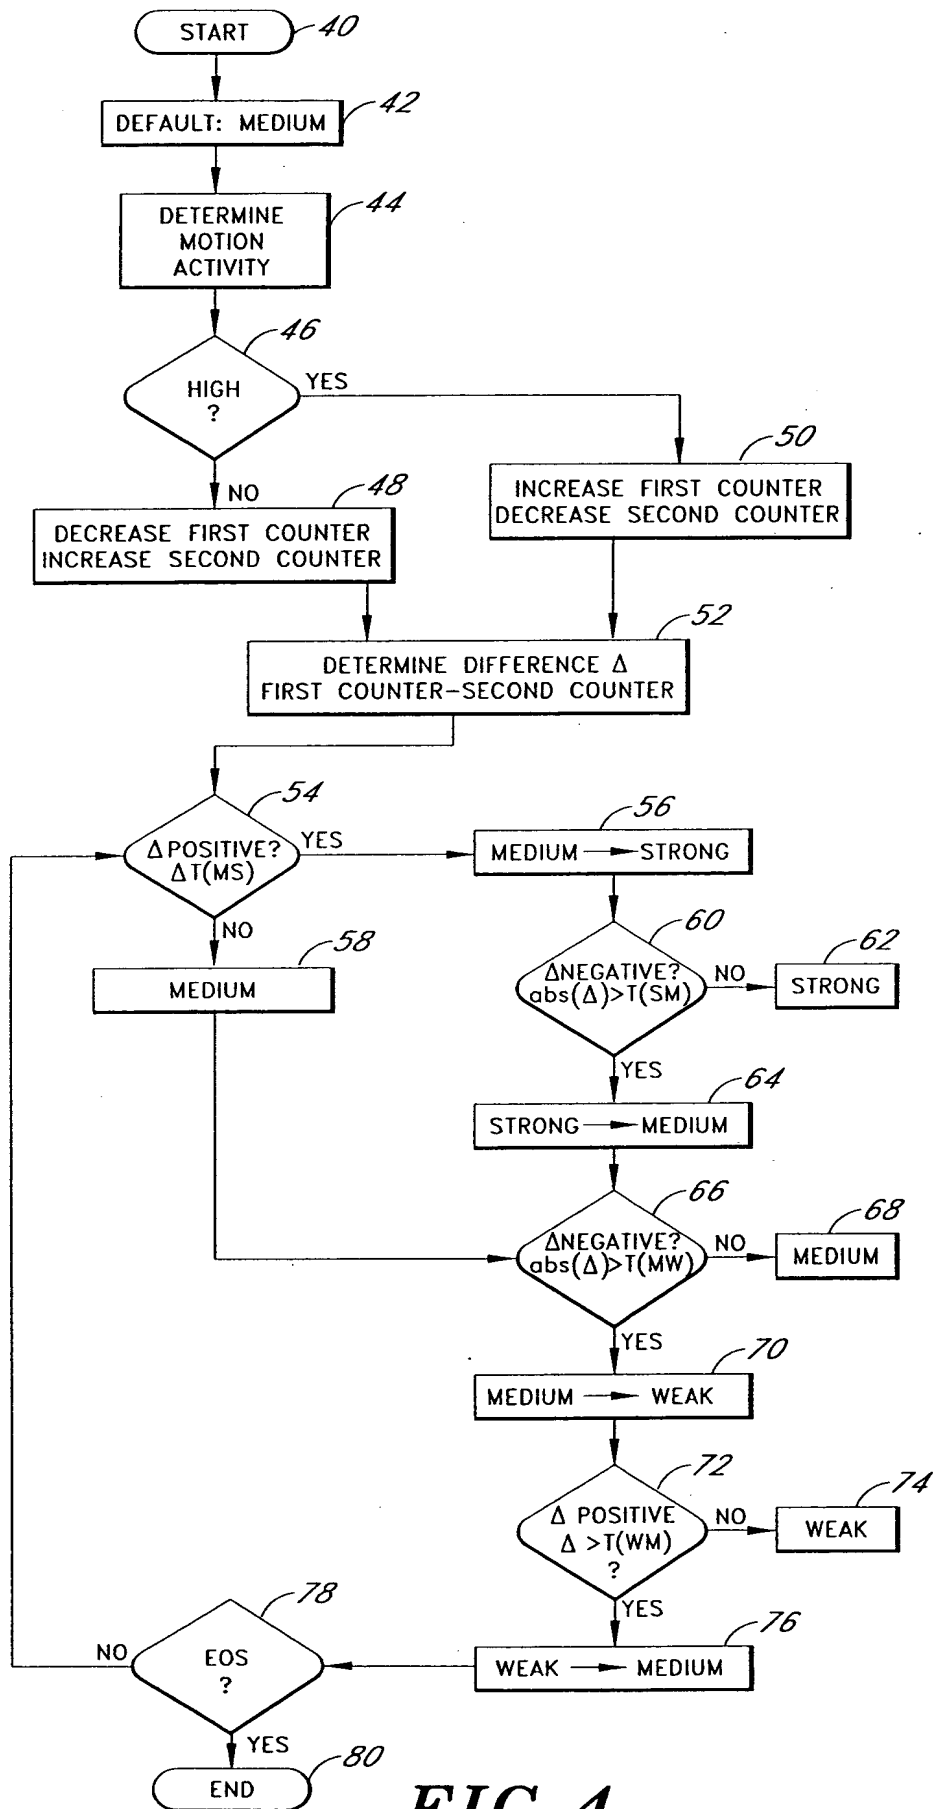 START
40
42
DEFAULT: MEDIUM
44
DETERMINE
MOTION
ACTIVITY
46
HIGH
?
YES
NO
48
DECREASE FIRST COUNTER
INCREASE SECOND COUNTER
50
INCREASE FIRST COUNTER
DECREASE SECOND COUNTER
52
DETERMINE DIFFERENCE Δ
FIRST COUNTER-SECOND COUNTER
54
Δ POSITIVE?
Δ T(MS)
YES
NO
56
MEDIUM → STRONG
58
MEDIUM
60
ΔNEGATIVE?
abs(Δ)>T(SM)
NO
62
STRONG
YES
64
STRONG → MEDIUM
66
ΔNEGATIVE?
abs(Δ)>T(MW)
NO
68
MEDIUM
YES
70
MEDIUM → WEAK
72
Δ POSITIVE
Δ >T(WM)
?
NO
74
WEAK
YES
76
WEAK → MEDIUM
78
EOS
?
NO
YES
80
END
FIG. 4